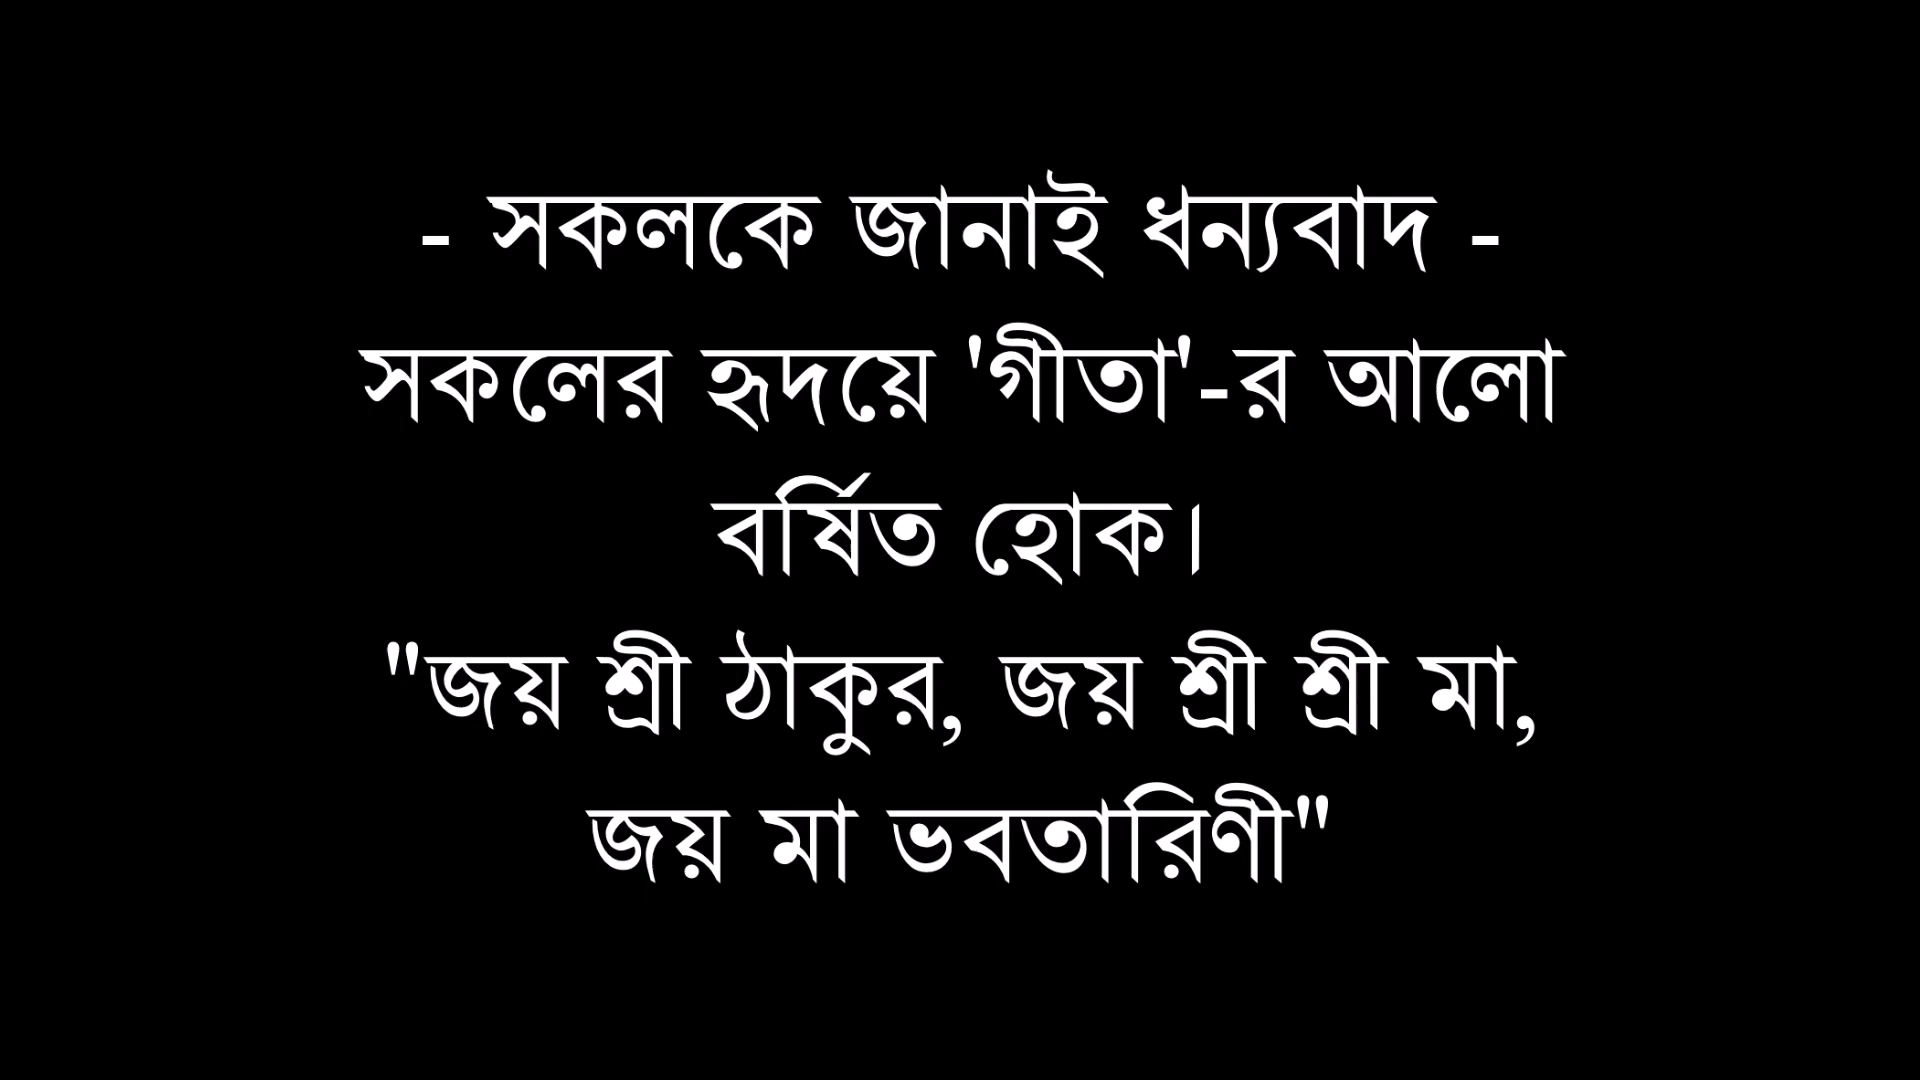 - সকলকে জানাই ধন্যবাদ -
সকলের হৃদয়ে 'গীতা'-র আলো
বর্ষিত হোক।
"জয় শ্রী ঠাকুর, জয় শ্রী শ্রী মা,
জয় মা ভবতারিণী"